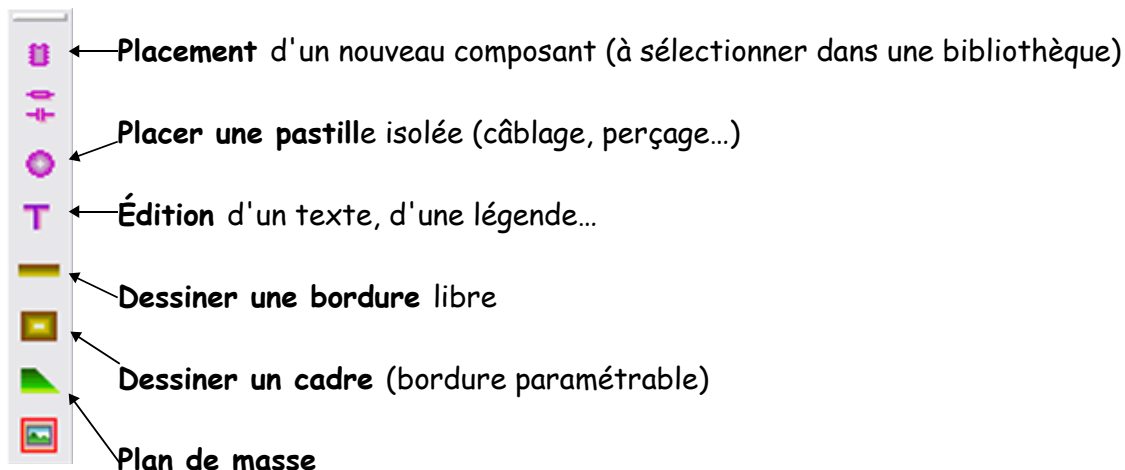 Placement d'un nouveau composant (à sélectionner dans une bibliothèque)
Placer une pastille isolée (câblage, perçage…)
Édition d'un texte, d'une légende…
Dessiner une bordure libre
Dessiner un cadre (bordure paramétrable)
Plan de masse